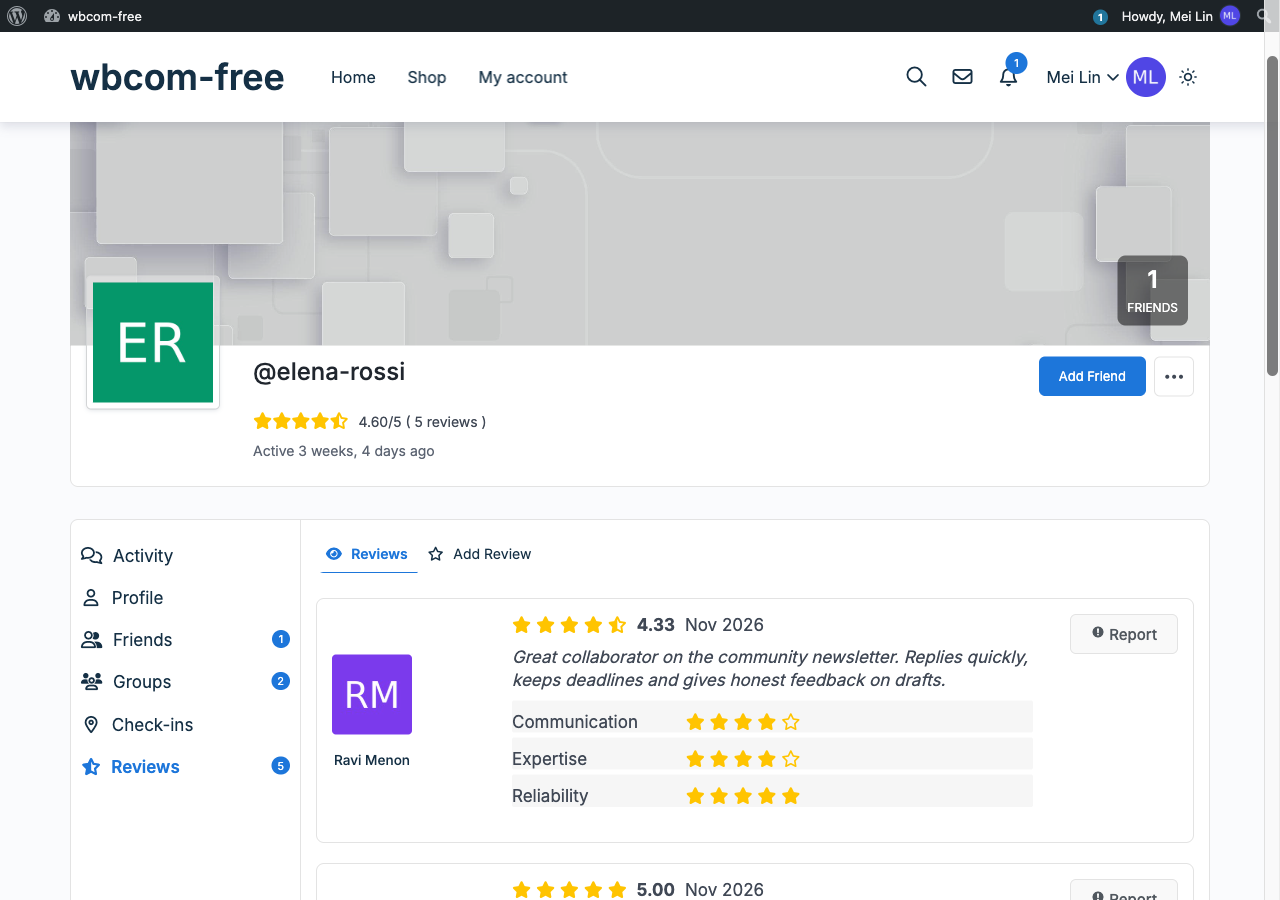 wbcom-free
1
Howdy, Mei Lin
ML
wbcom-free
Home
Shop
My account
1
Mei Lin
ML
1
FRIENDS
ER
@elena-rossi
Add Friend
4.60/5 ( 5 reviews )
Active 3 weeks, 4 days ago
Activity
Profile
Friends
1
Groups
2
Check-ins
Reviews
5
Reviews
Add Review
RM
Ravi Menon
4.33 Nov 2026
Report
Great collaborator on the community newsletter. Replies quickly,
keeps deadlines and gives honest feedback on drafts.
Communication
Expertise
Reliability
5.00 Nov 2026
Report